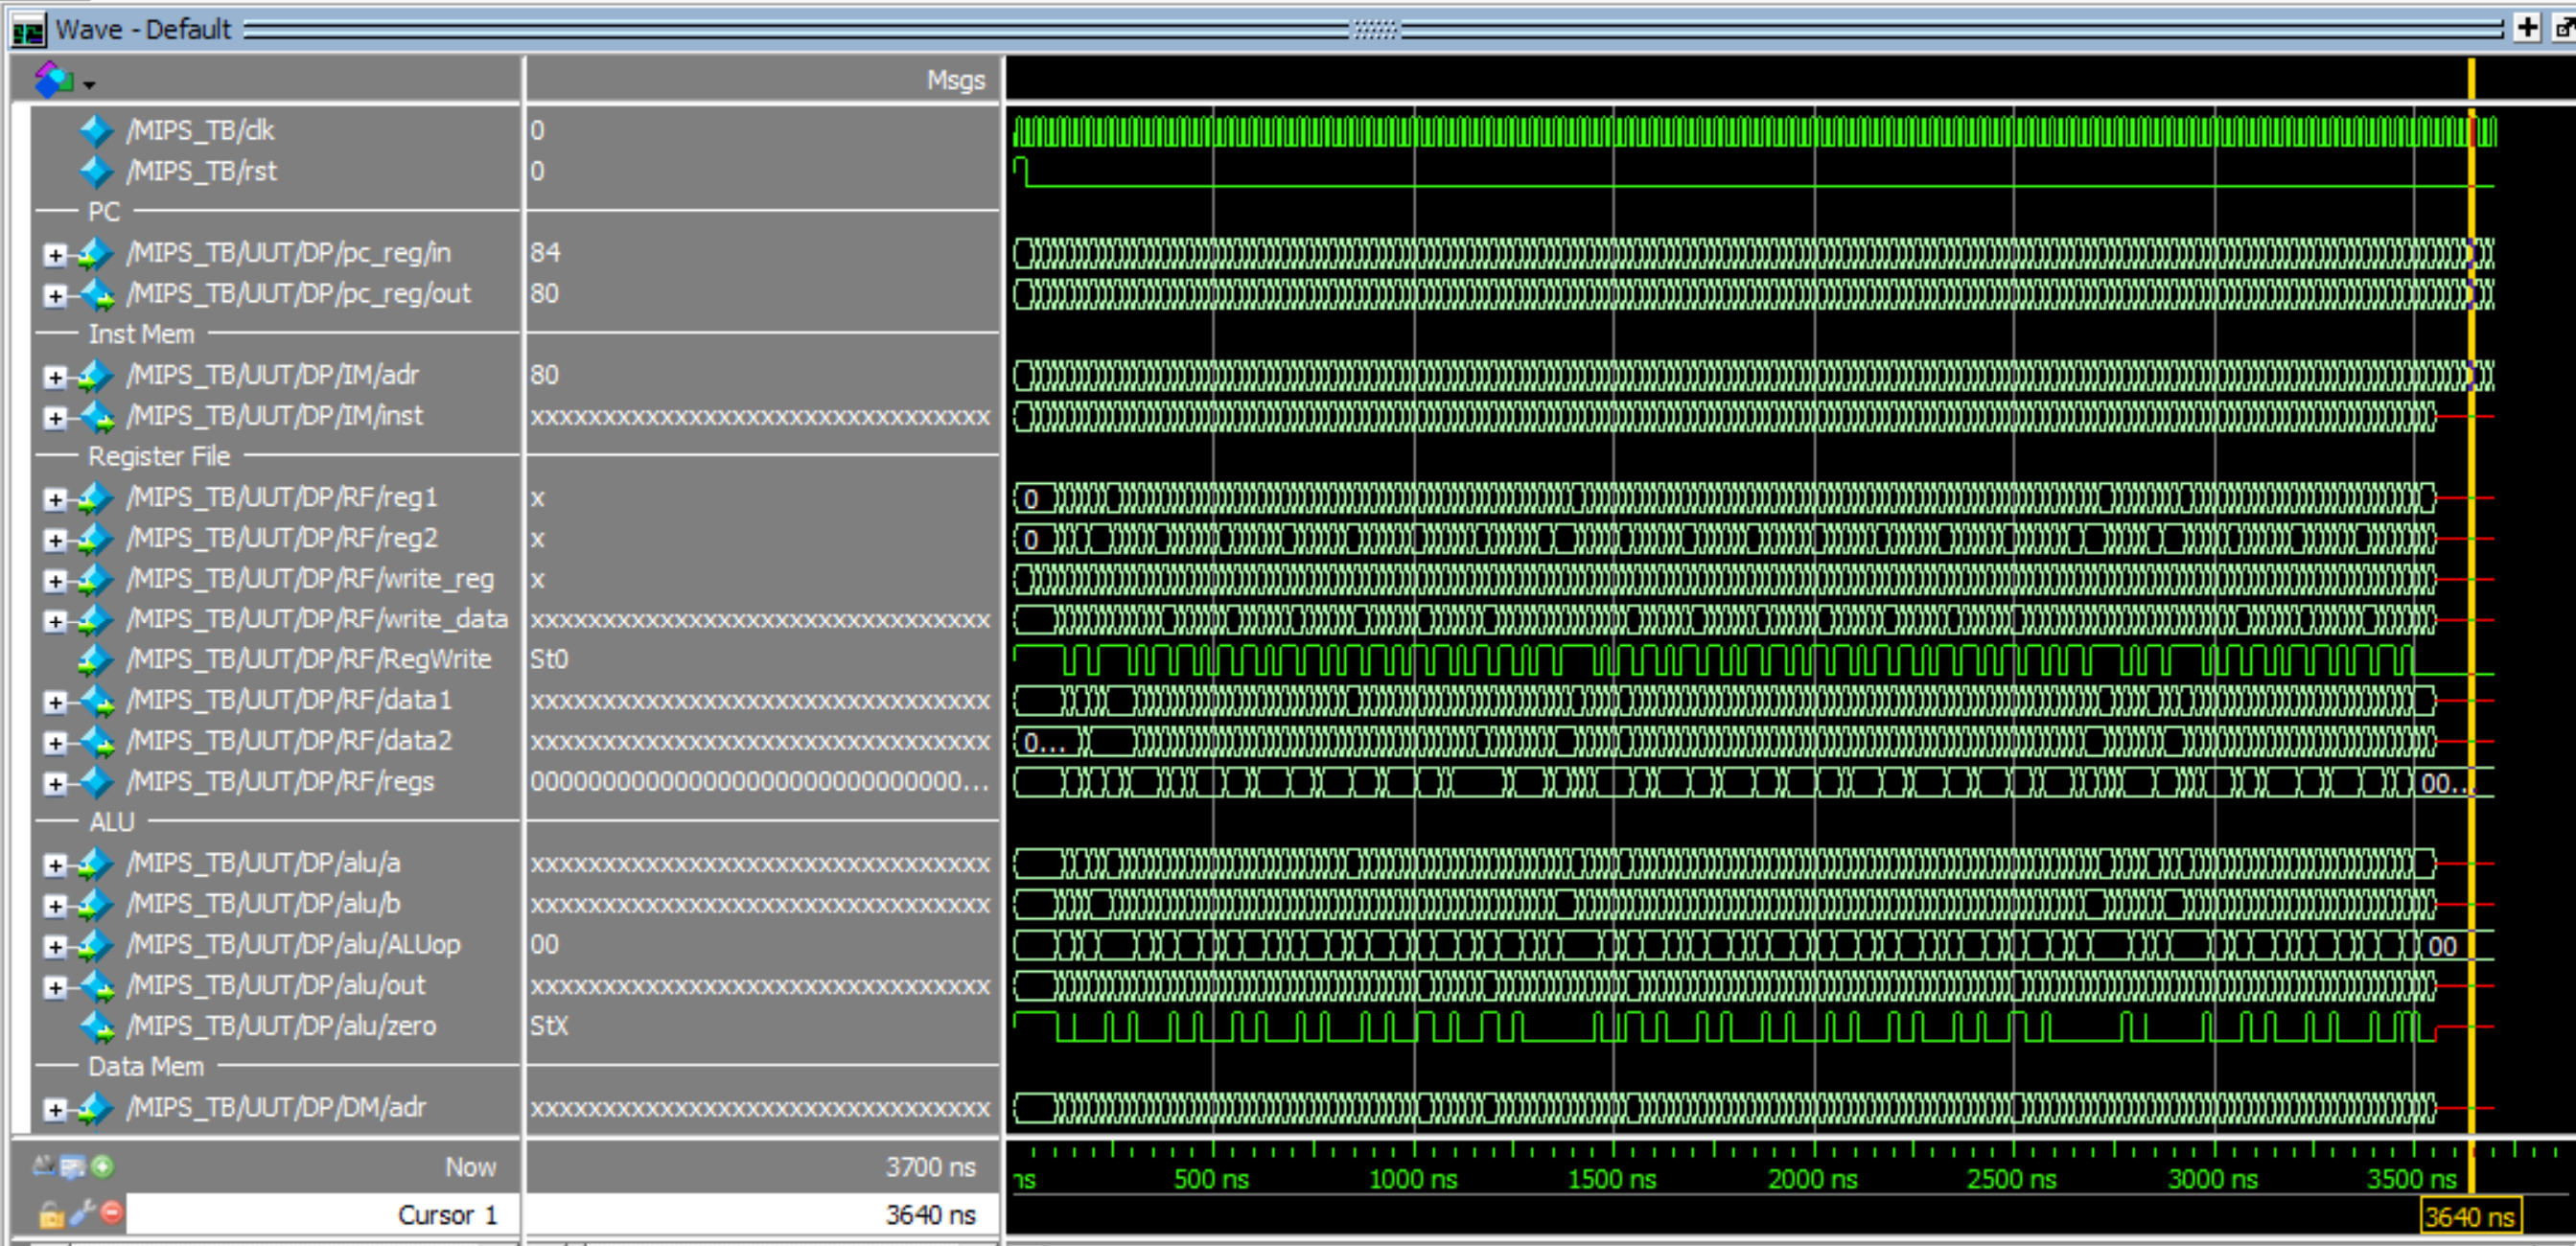 Wave - Default
Msgs
/MIPS_TB/clk 0
/MIPS_TB/rst 0
PC
/MIPS_TB/UUT/DP/pc_reg/in 84
/MIPS_TB/UUT/DP/pc_reg/out 80
Inst Mem
/MIPS_TB/UUT/DP/IM/adr 80
/MIPS_TB/UUT/DP/IM/inst xxxxxxxxxxxxxxxxxxxxxxxxxxxxxxxx
Register File
/MIPS_TB/UUT/DP/RF/reg1 x 0
/MIPS_TB/UUT/DP/RF/reg2 x 0
/MIPS_TB/UUT/DP/RF/write_reg x
/MIPS_TB/UUT/DP/RF/write_data xxxxxxxxxxxxxxxxxxxxxxxxxxxxxxxx
/MIPS_TB/UUT/DP/RF/RegWrite St0
/MIPS_TB/UUT/DP/RF/data1 xxxxxxxxxxxxxxxxxxxxxxxxxxxxxxxx
/MIPS_TB/UUT/DP/RF/data2 xxxxxxxxxxxxxxxxxxxxxxxxxxxxxxxx 0...
/MIPS_TB/UUT/DP/RF/regs 00000000000000000000000000000... 00...
ALU
/MIPS_TB/UUT/DP/alu/a xxxxxxxxxxxxxxxxxxxxxxxxxxxxxxxx
/MIPS_TB/UUT/DP/alu/b xxxxxxxxxxxxxxxxxxxxxxxxxxxxxxxx
/MIPS_TB/UUT/DP/alu/ALUop 00 00
/MIPS_TB/UUT/DP/alu/out xxxxxxxxxxxxxxxxxxxxxxxxxxxxxxxx
/MIPS_TB/UUT/DP/alu/zero StX
Data Mem
/MIPS_TB/UUT/DP/DM/adr xxxxxxxxxxxxxxxxxxxxxxxxxxxxxxxx
Now 3700 ns ns 500 ns 1000 ns 1500 ns 2000 ns 2500 ns 3000 ns 3500 ns
Cursor 1 3640 ns 3640 ns